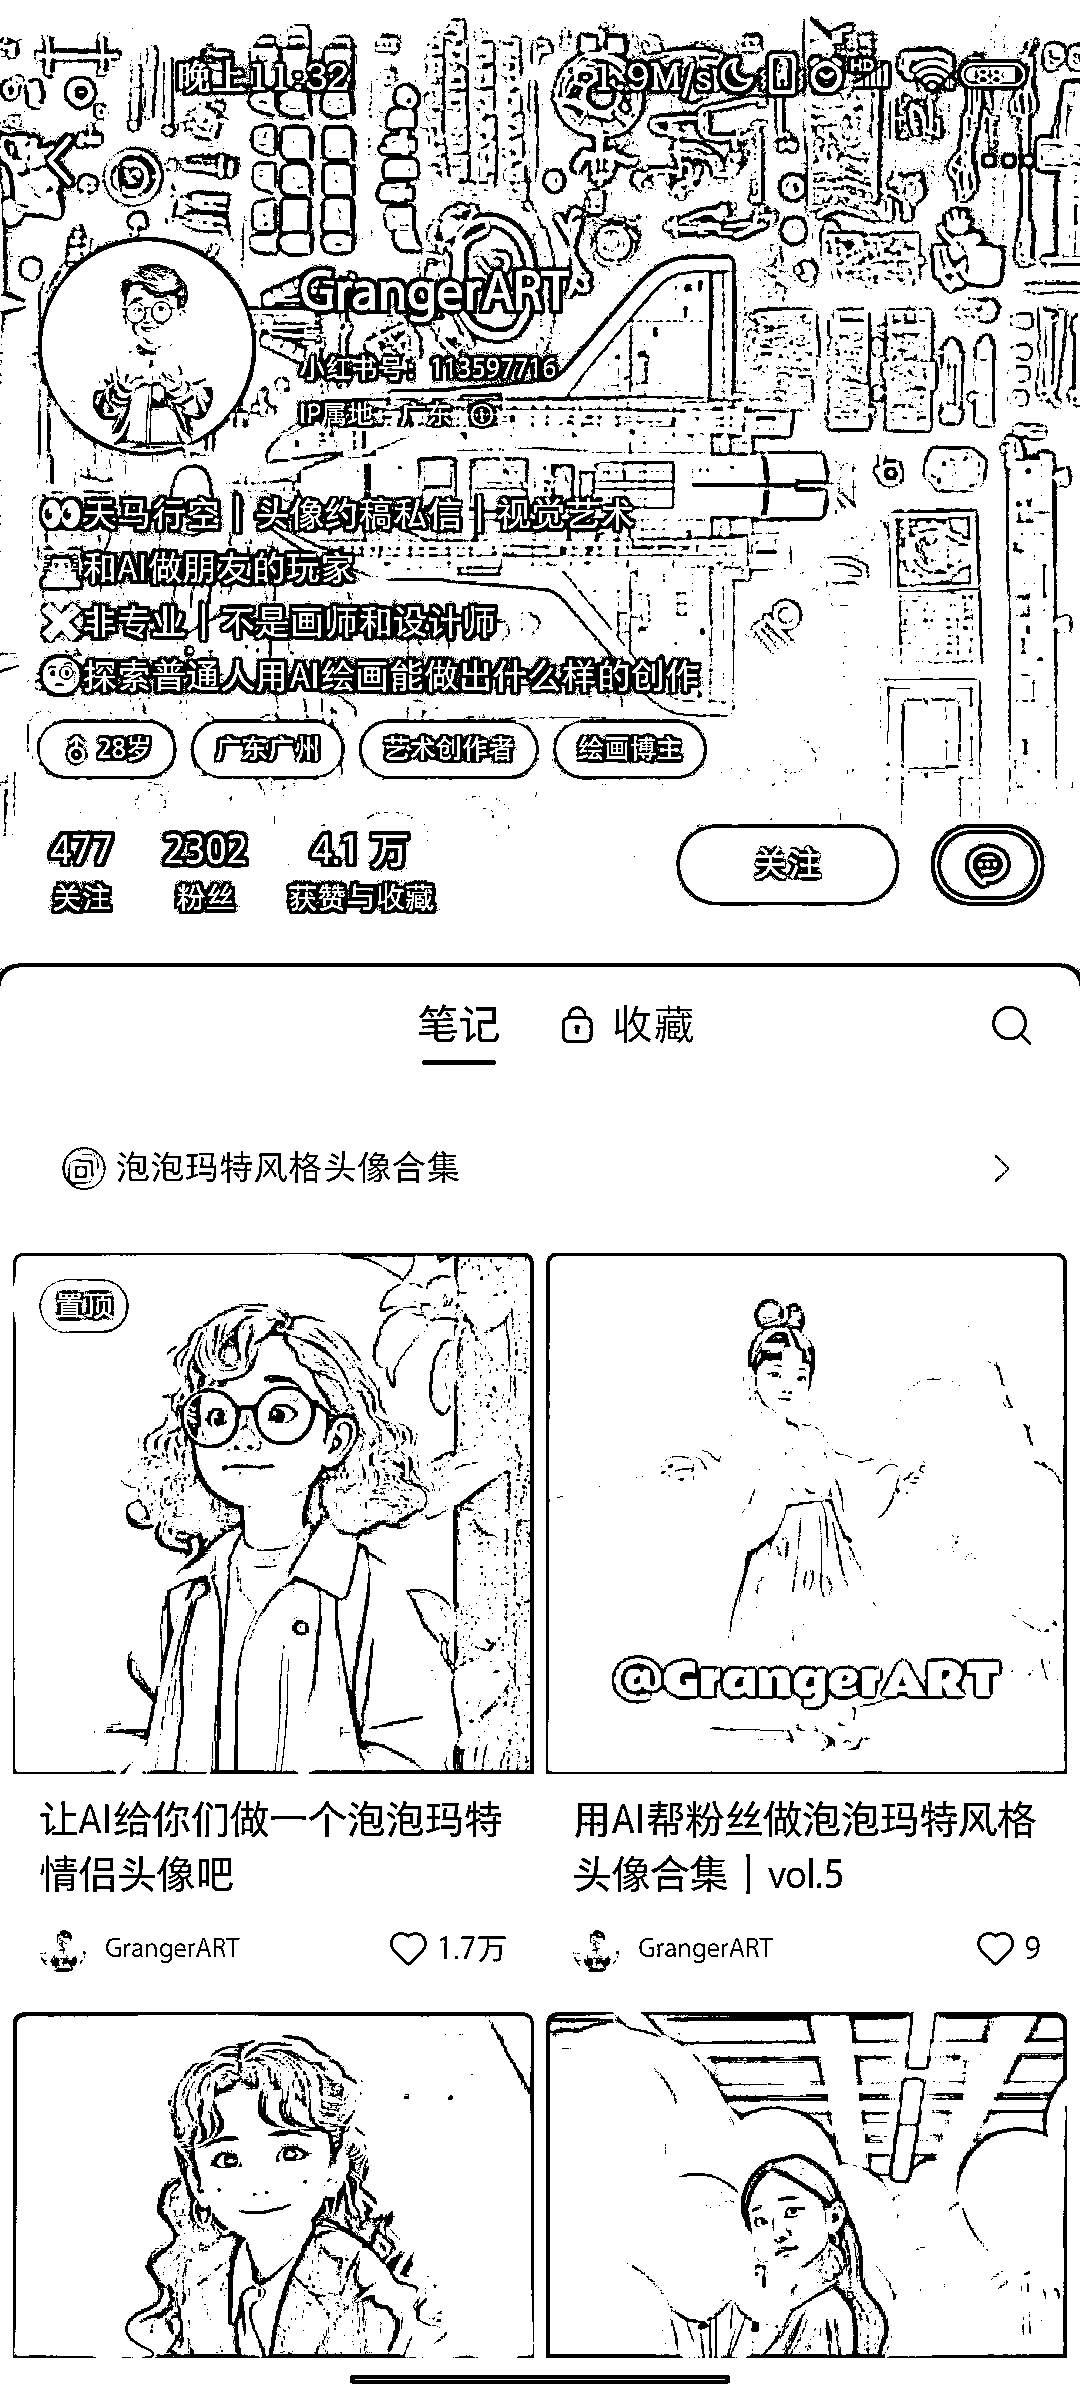 晚上11:32
1.9M/s
GrangerART
小红书号：113597716
IP属地：广东
天马行空｜头像约稿私信｜视觉艺术
和AI做朋友的玩家
非专业｜不是画师和设计师
探索普通人用AI绘画能做出什么样的创作
28岁 广东广州 艺术创作者 绘画博主
477 2302 4.1万
关注 粉丝 获赞与收藏
关注
笔记 收藏
泡泡玛特风格头像合集
置顶
@GrangerART
让AI给你们做一个泡泡玛特
情侣头像吧
GrangerART 1.7万
用AI帮粉丝做泡泡玛特风格
头像合集｜vol.5
GrangerART 9